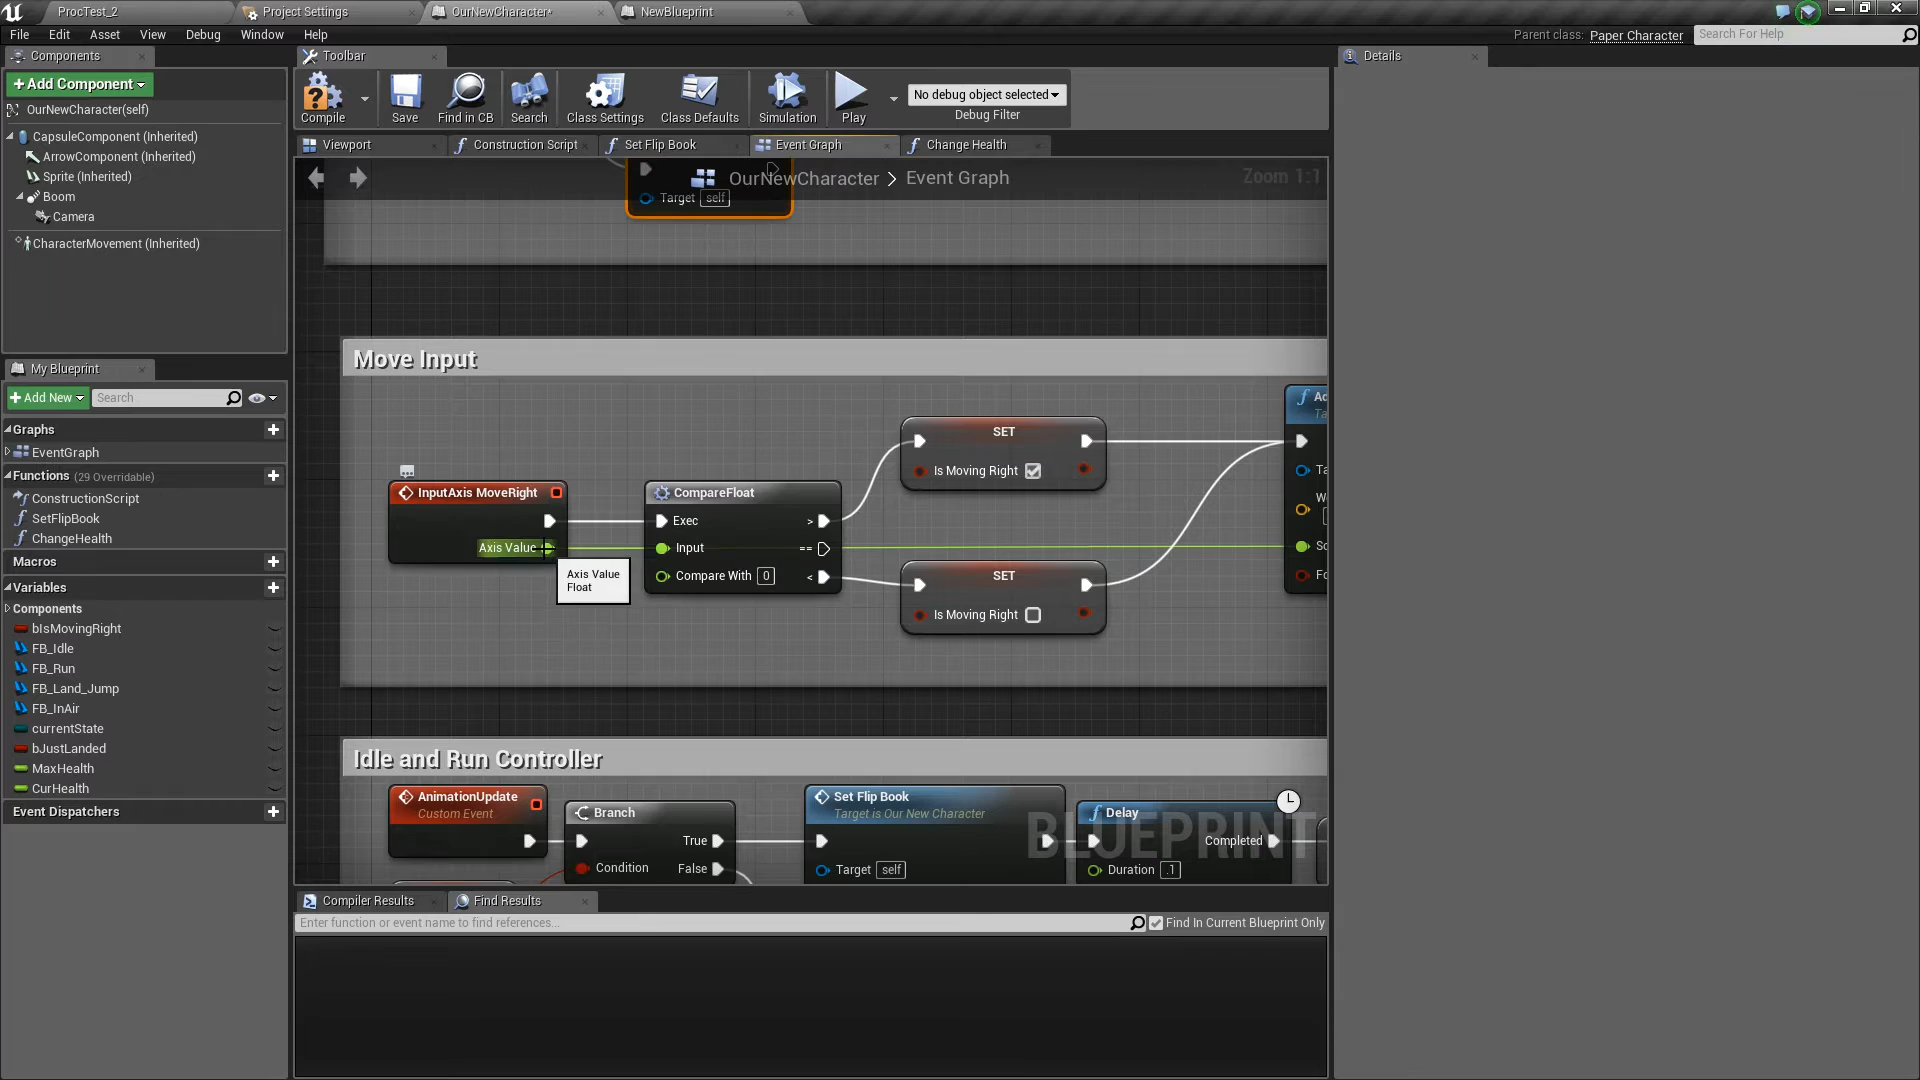 ProcTest_2
Project Settings
OurNewCharacter*
NewBlueprint
File Edit Asset View Debug Window Help
Parent class: Paper Character
Search For Help
Components
Toolbar
Details
+Add Component
OurNewCharacter(self)
CapsuleComponent (Inherited)
ArrowComponent (Inherited)
Sprite (Inherited)
Boom
Camera
CharacterMovement (Inherited)
Compile
Save
Find in CB
Search
Class Settings
Class Defaults
Simulation
Play
No debug object selected
Debug Filter
Viewport
Construction Script
Set Flip Book
Event Graph
Change Health
OurNewCharacter > Event Graph
Zoom 1:1
Target self
Move Input
InputAxis MoveRight
Axis Value
Axis Value
Float
CompareFloat
Exec >
Input ==
Compare With 0 <
SET
Is Moving Right
SET
Is Moving Right
Ad
Ta
Ta
W
Sc
Fo
Idle and Run Controller
AnimationUpdate
Custom Event
Branch
True
Condition
False
Set Flip Book
Target is Our New Character
Target self
Delay
Completed
Duration .1
BLUEPRINT
My Blueprint
+Add New
Search
Graphs
EventGraph
Functions (29 Overridable)
ConstructionScript
SetFlipBook
ChangeHealth
Macros
Variables
Components
bIsMovingRight
FB_Idle
FB_Run
FB_Land_Jump
FB_InAir
currentState
bJustLanded
MaxHealth
CurHealth
Event Dispatchers
Compiler Results
Find Results
Enter function or event name to find references...
Find In Current Blueprint Only